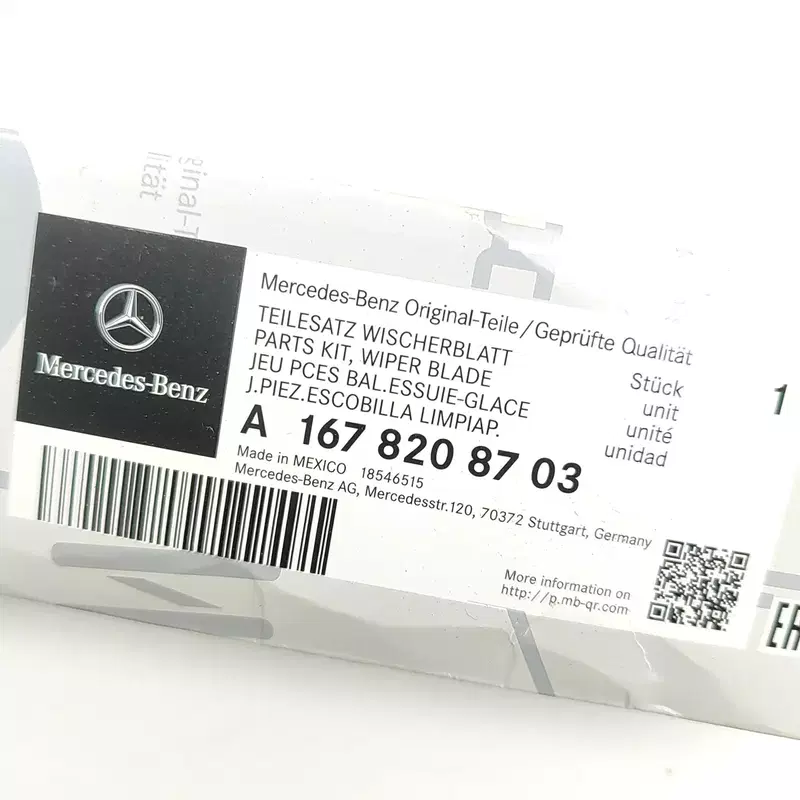 Mercedes-Benz
Mercedes-Benz Original-Teile/Geprüfte Qualität
TEILESATZ WISCHERBLATT
PARTS KIT, WIPER BLADE
JEU PCES BAL.ESSUIE-GLACE
J.PIEZ.ESCOBILLA LIMPIAP.
Stück
unit
unité
unidad
1
A 167 820 87 03
Made in MEXICO 18546515
Mercedes-Benz AG, Mercedesstr.120, 70372 Stuttgart, Germany
More information on
http://p.mb-qr.com